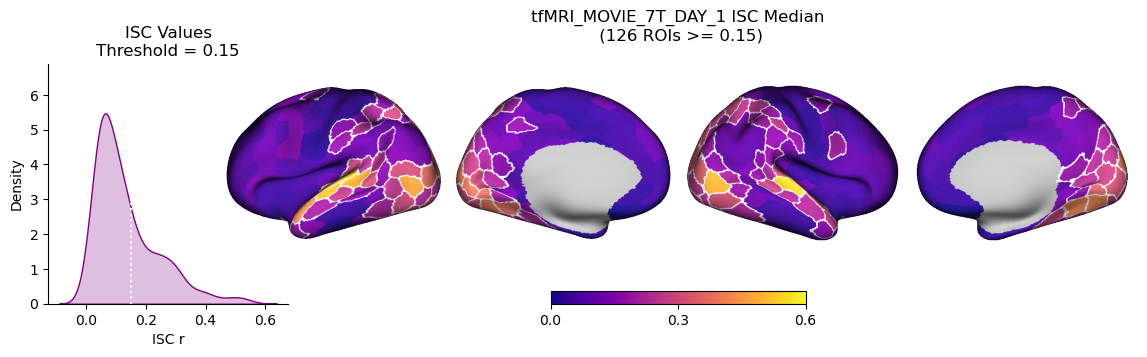 ISC Values
Threshold = 0.15
tfMRI_MOVIE_7T_DAY_1 ISC Median
(126 ROIs >= 0.15)
Density
6
5
4
3
2
1
0
0.0 0.2 0.4 0.6
ISC r
0.0 0.3 0.6